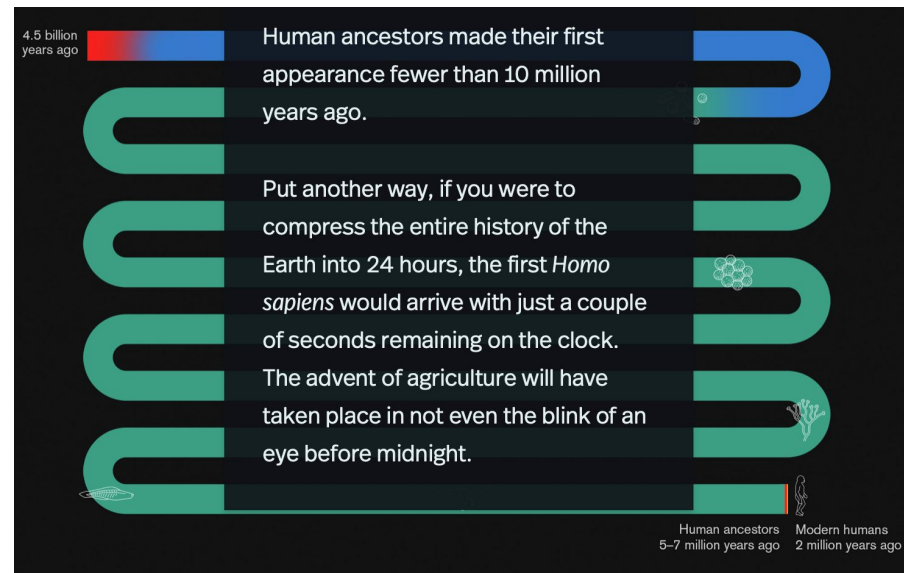 4.5 billion
years ago
Human ancestors made their first
appearance fewer than 10 million
years ago.
Put another way, if you were to
compress the entire history of the
Earth into 24 hours, the first Homo
sapiens would arrive with just a couple
of seconds remaining on the clock.
The advent of agriculture will have
taken place in not even the blink of an
eye before midnight.
Human ancestors
5–7 million years ago
Modern humans
2 million years ago